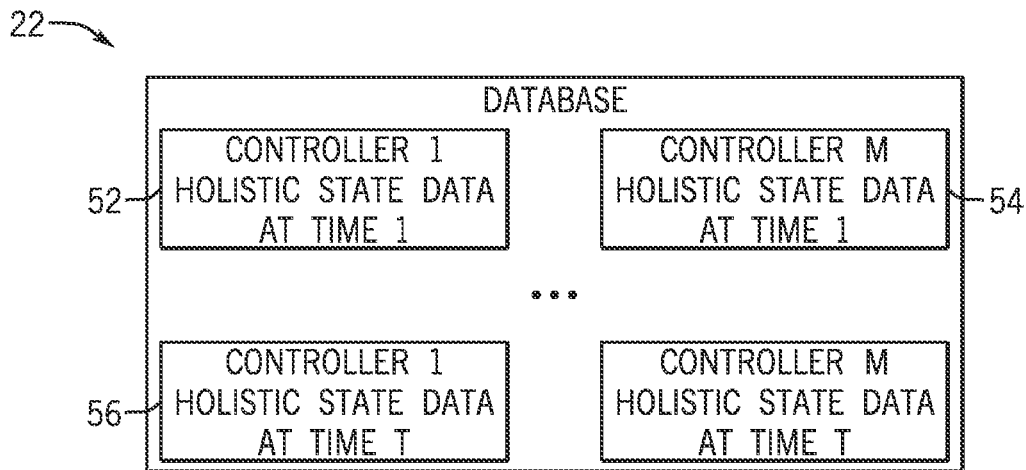 22
DATABASE
CONTROLLER 1
HOLISTIC STATE DATA
AT TIME 1
52
CONTROLLER M
HOLISTIC STATE DATA
AT TIME 1
54
...
CONTROLLER 1
HOLISTIC STATE DATA
AT TIME T
56
CONTROLLER M
HOLISTIC STATE DATA
AT TIME T